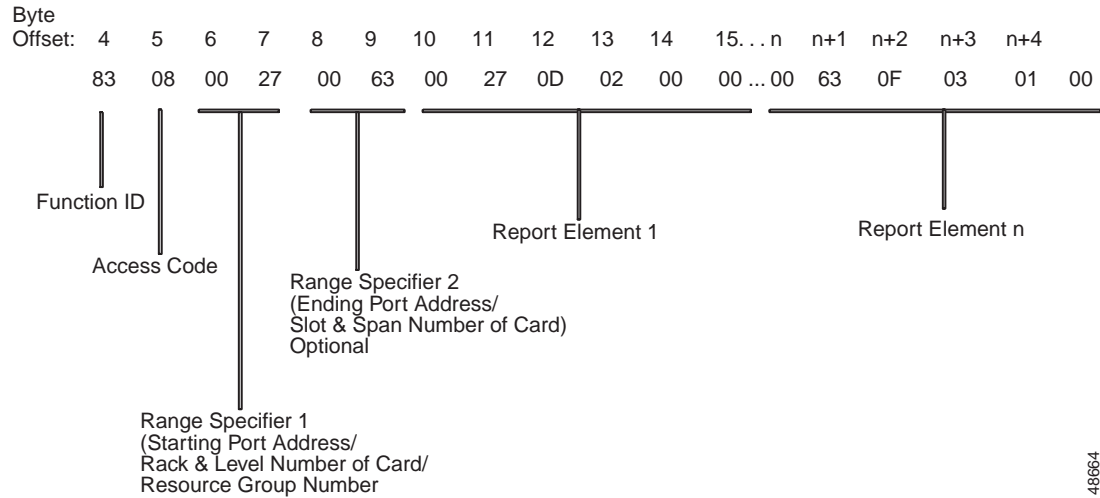 Byte
Offset: 4 5 6 7 8 9 10 11 12 13 14 15. . . n n+1 n+2 n+3 n+4
83 08 00 27 00 63 00 27 0D 02 00 00 ... 00 63 0F 03 01 00
Function ID
Report Element 1
Report Element n
Access Code
Range Specifier 2
(Ending Port Address/
Slot & Span Number of Card)
Optional
Range Specifier 1
(Starting Port Address/
Rack & Level Number of Card/
Resource Group Number
48664